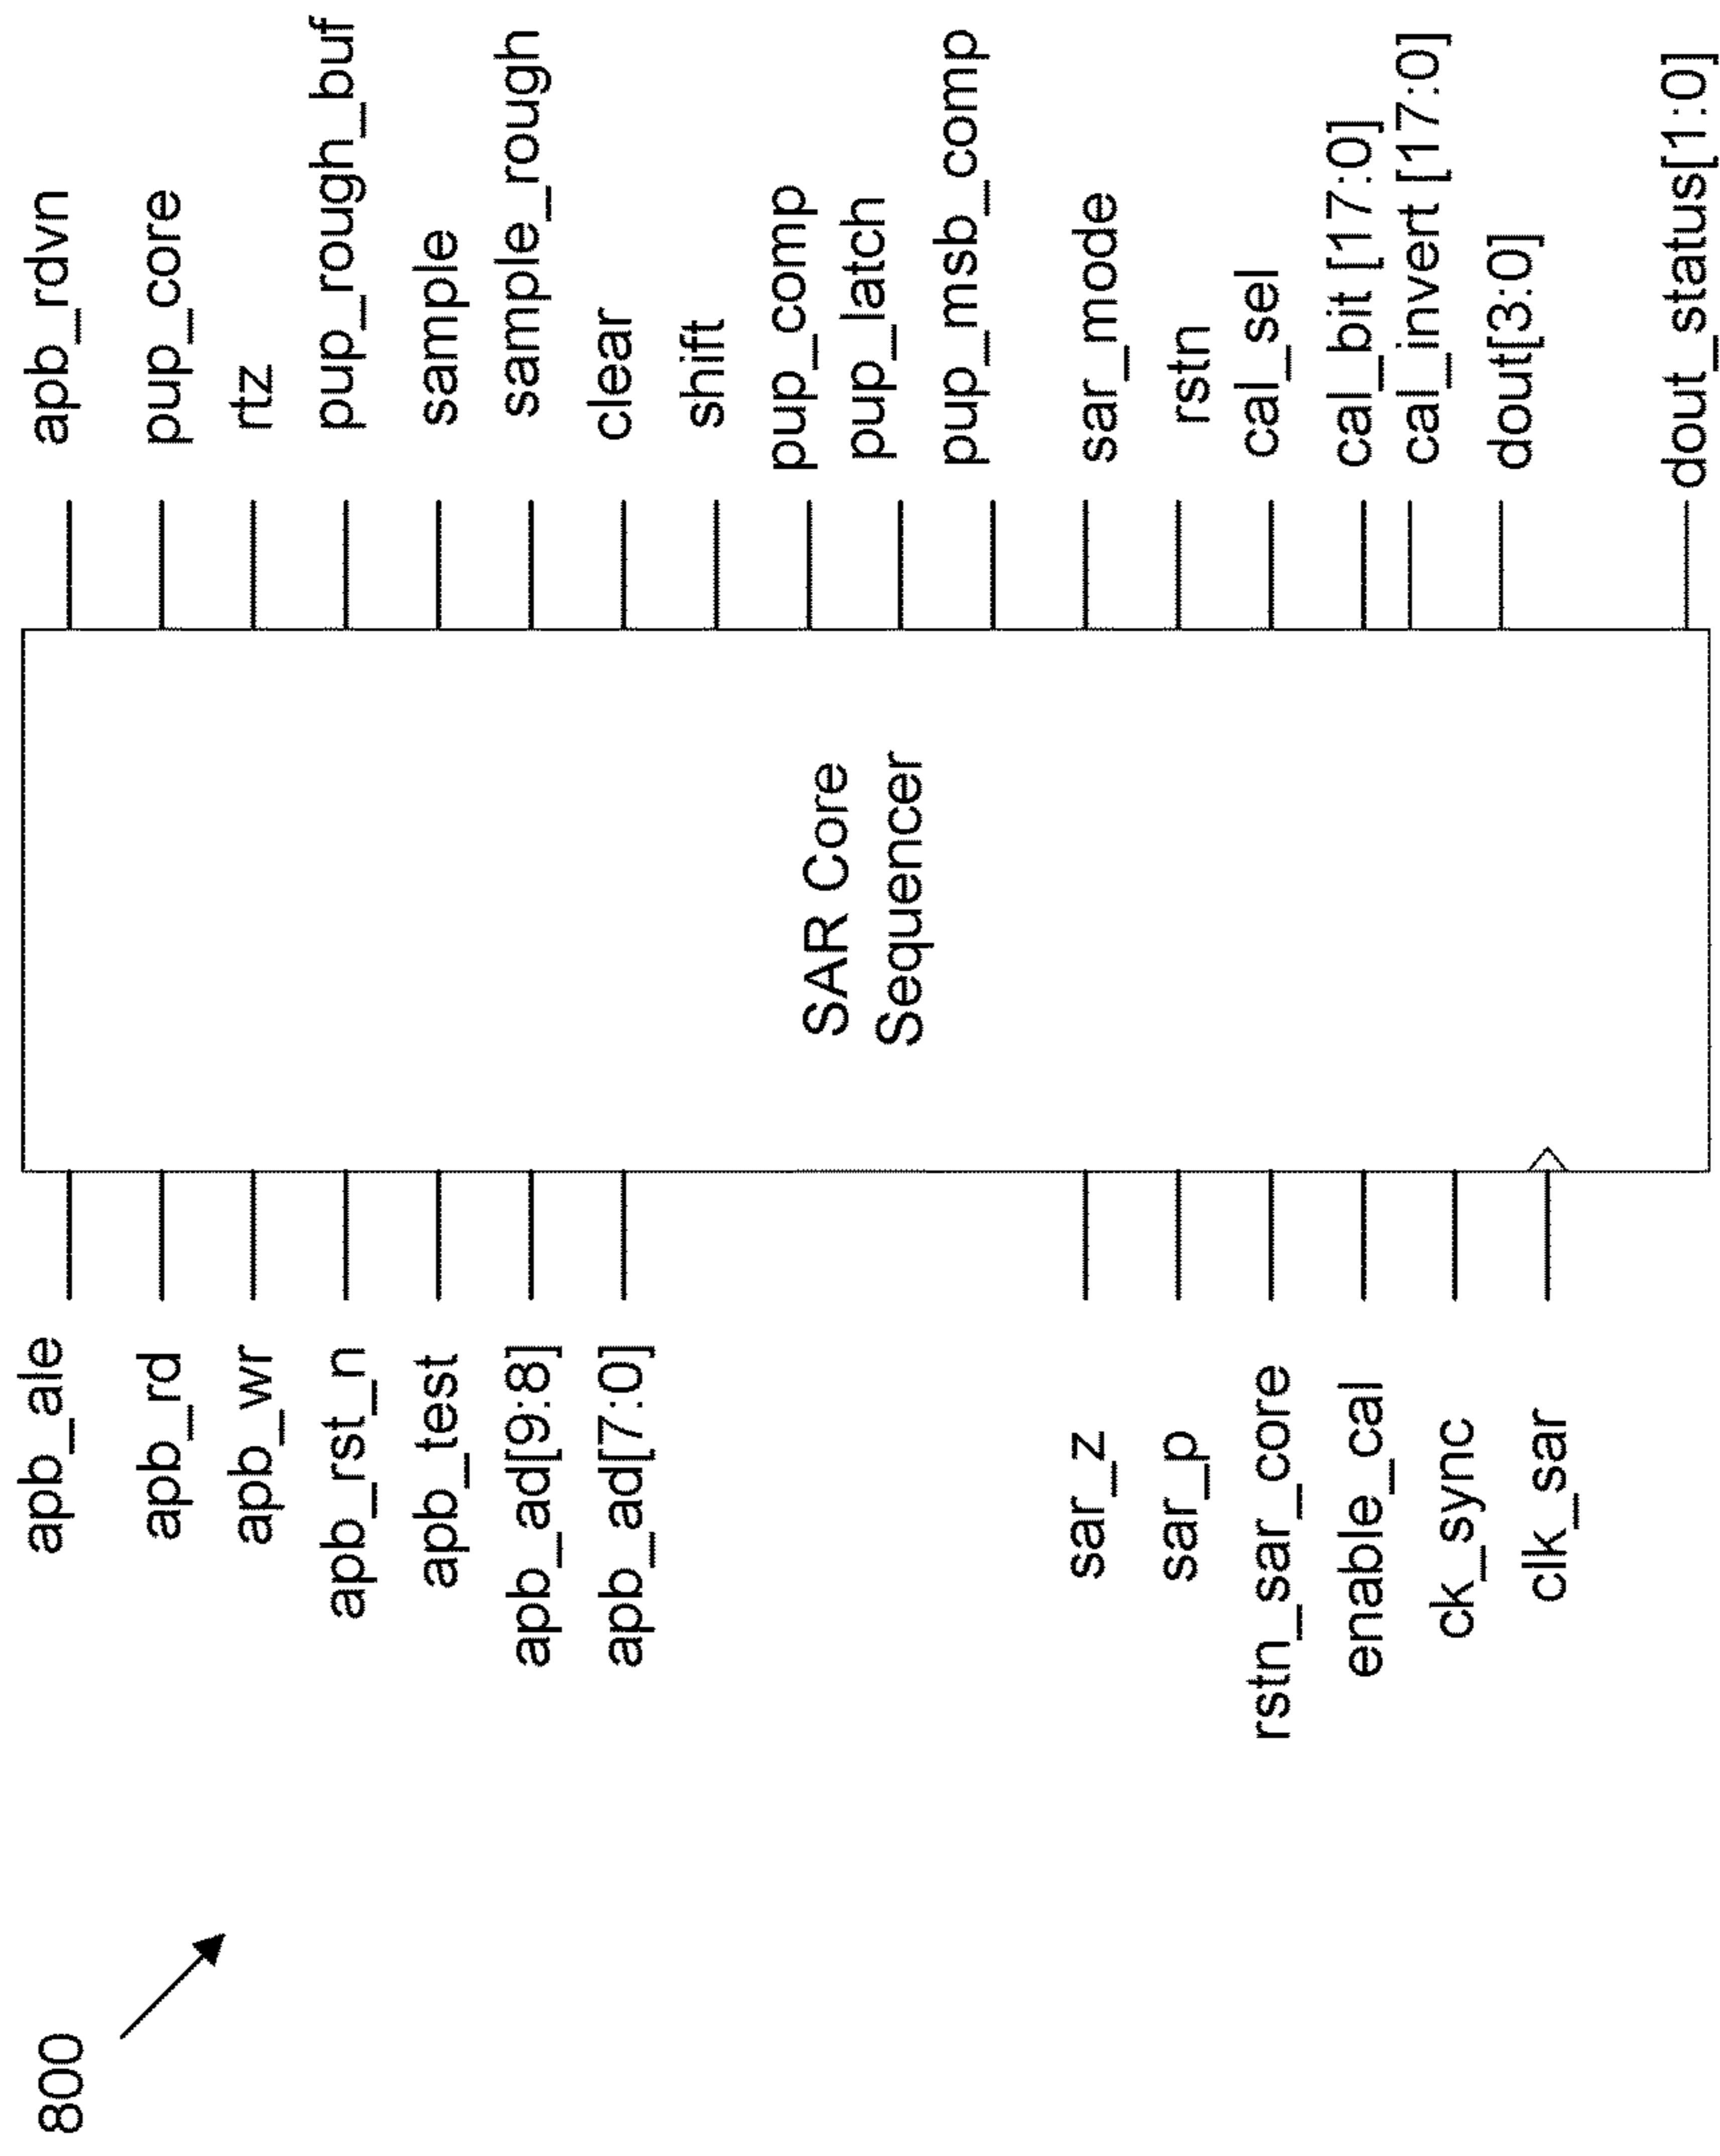 800
apb_ale
apb_rd
apb_wr
apb_rst_n
apb_test
apb_ad[9:8]
apb_ad[7:0]
sar_z
sar_p
rstn_sar_core
enable_cal
ck_sync
clk_sar
SAR Core
Sequencer
apb_rdvn
pup_core
rtz
pup_rough_buf
sample
sample_rough
clear
shift
pup_comp
pup_latch
pup_msb_comp
sar_mode
rstn
cal_sel
cal_bit [17:0]
cal_invert [17:0]
dout[3:0]
dout_status[1:0]